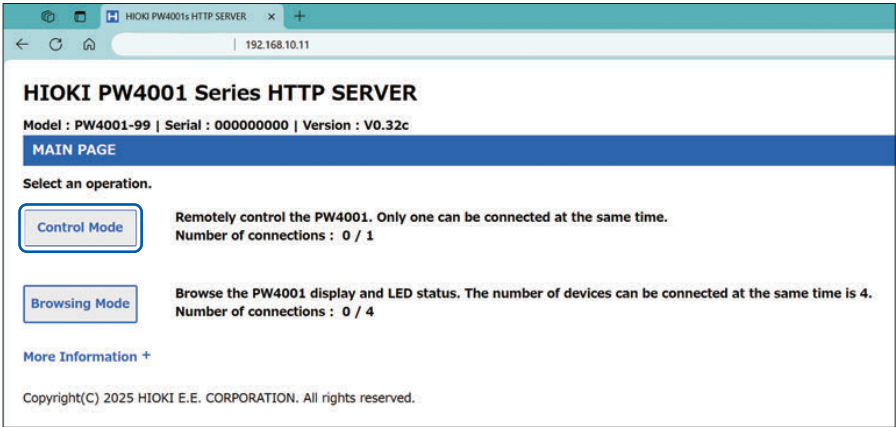 HIOKI PW4001s HTTP SERVER
192.168.10.11
HIOKI PW4001 Series HTTP SERVER
Model : PW4001-99 | Serial : 000000000 | Version : V0.32c
MAIN PAGE
Select an operation.
Control Mode
Remotely control the PW4001. Only one can be connected at the same time.
Number of connections : 0 / 1
Browsing Mode
Browse the PW4001 display and LED status. The number of devices can be connected at the same time is 4.
Number of connections : 0 / 4
More Information +
Copyright(C) 2025 HIOKI E.E. CORPORATION. All rights reserved.